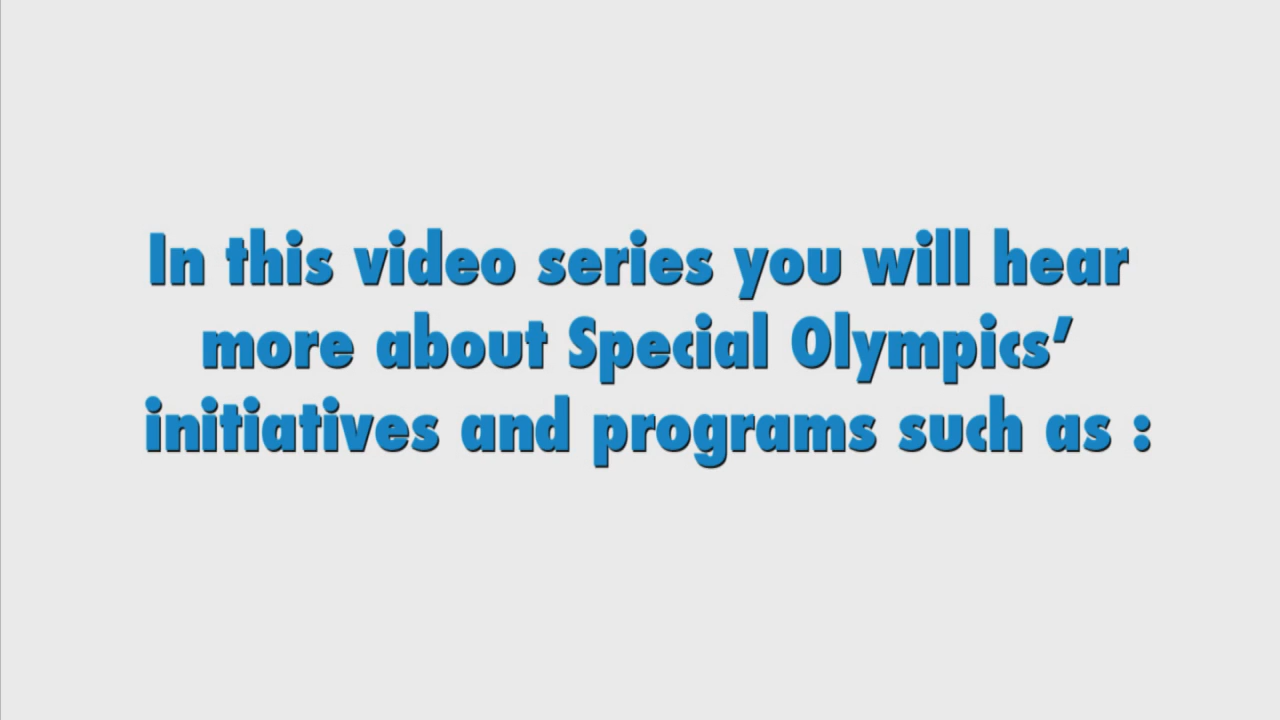 In this video series you will hear
more about Special Olympics’
initiatives and programs such as :